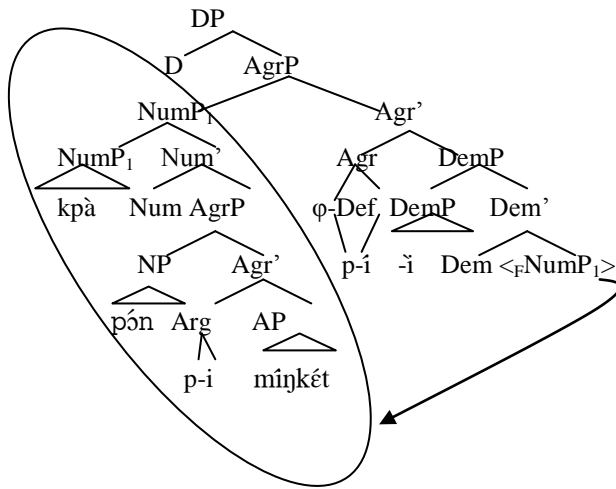 DP
D AgrP
NumP₁ Agr’
NumP₁ Num’ Agr DemP
kpà Num AgrP φ-Def DemP Dem’
NP Agr’ p-í -ǐ Dem <FNumP₁>
pɔ́n Arg AP
p-i míŋkɛ́t